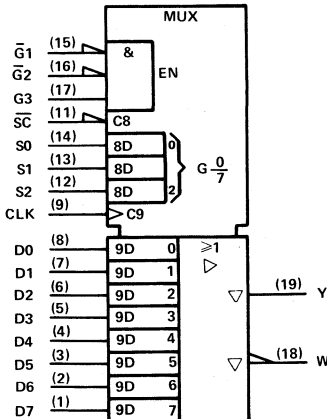 MUX
G̅1 (15) & EN
G̅2 (16)
G3 (17)
S̅C̅ (11) C8
S0 (14) 8D 0 G 0/7
S1 (13) 8D
S2 (12) 8D 2
CLK (9) C9
D0 (8) 9D 0 ≥1
D1 (7) 9D 1
D2 (6) 9D 2 (19) Y
D3 (5) 9D 3
D4 (4) 9D 4
D5 (3) 9D 5 (18) W
D6 (2) 9D 6
D7 (1) 9D 7